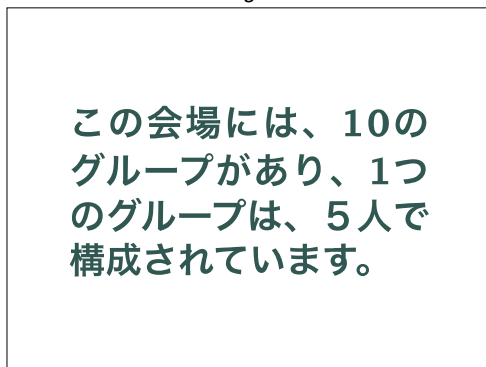 この会場には、10の
グループがあり、1つ
のグループは、５人で
構成されています。